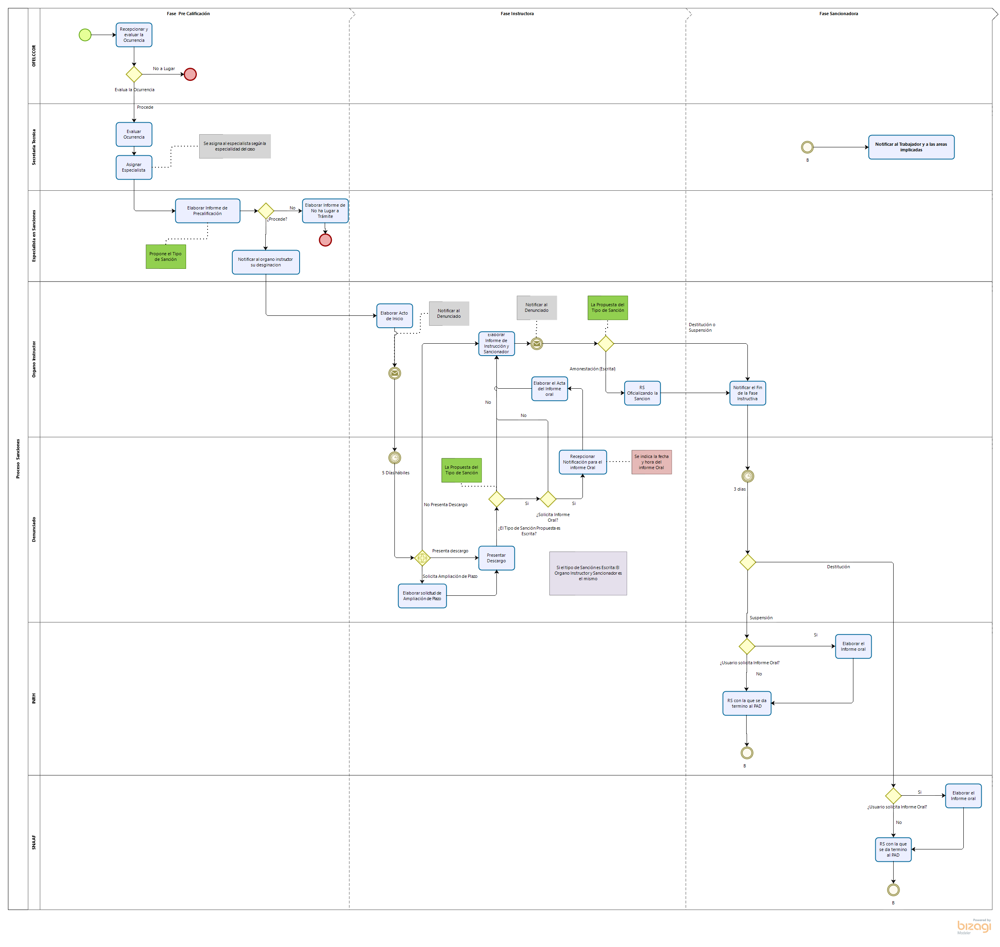 Proceso Sanciones
Fase Pre Calificación
Fase Instructora
Fase Sancionadora
OFELCCOR
Recepcionar y
evaluar la
Ocurrencia
No a Lugar
Evalua la Ocurrencia
Procede
Secretaria Tecnica
Evaluar
Ocurrencia
Se asigna al especialista según la
especialidad del caso
Asignar
Especialista
B
Notificar al Trabajador y a las areas
implicadas
Especialista en Sanciones
Elaborar Informe de
Precalificación
¿Procede?
No
Elaborar Informe de
No ha Lugar a
Trámite
Propone el Tipo
de Sanción
Notificar al organo instructor
su desginacion
Organo Instructor
Elaborar Acto
de Inicio
Notificar al
Denunciado
Notificar al
Denunciado
La Propuesta del
Tipo de Sanción
Elaborar
Informe de
Instrucción y
Sancionador
Destitución o
Suspensión
Amonestación (Escrital)
Elaborar el Acta
del Informe
oral
RS
Oficializando la
Sancion
Notificar el Fin
de la Fase
Instructiva
No
No
Denunciado
5 Días hábiles
La Propuesta del
Tipo de Sanción
Recepcionar
Notificación para el
informe Oral
Se indica la fecha
y hora del
informe Oral
3 dias
No Presenta Descargo
Si
Si
¿Solicita Informe
Oral?
¿El Tipo de Sanción Propuesta es
Escrita?
Presenta descargo
Presentar
Descargo
Si el tipo de Sanción es Escrita: El
Organo Instructor y Sancionador es
el mismo
Solicita Ampliación de Plazo
Elaborar solicitud de
Ampliación de Plazo
Destitución
Suspensión
INRH
Si
Elaborar el
Informe oral
¿Usuario solicita Informe Oral?
No
RS con la que se da
termino al PAD
B
SNAAF
Si
Elaborar el
Informe oral
¿Usuario solicita Informe Oral?
No
RS con la que
se da termino
al PAD
B
Powered by
bizagi
Modeler